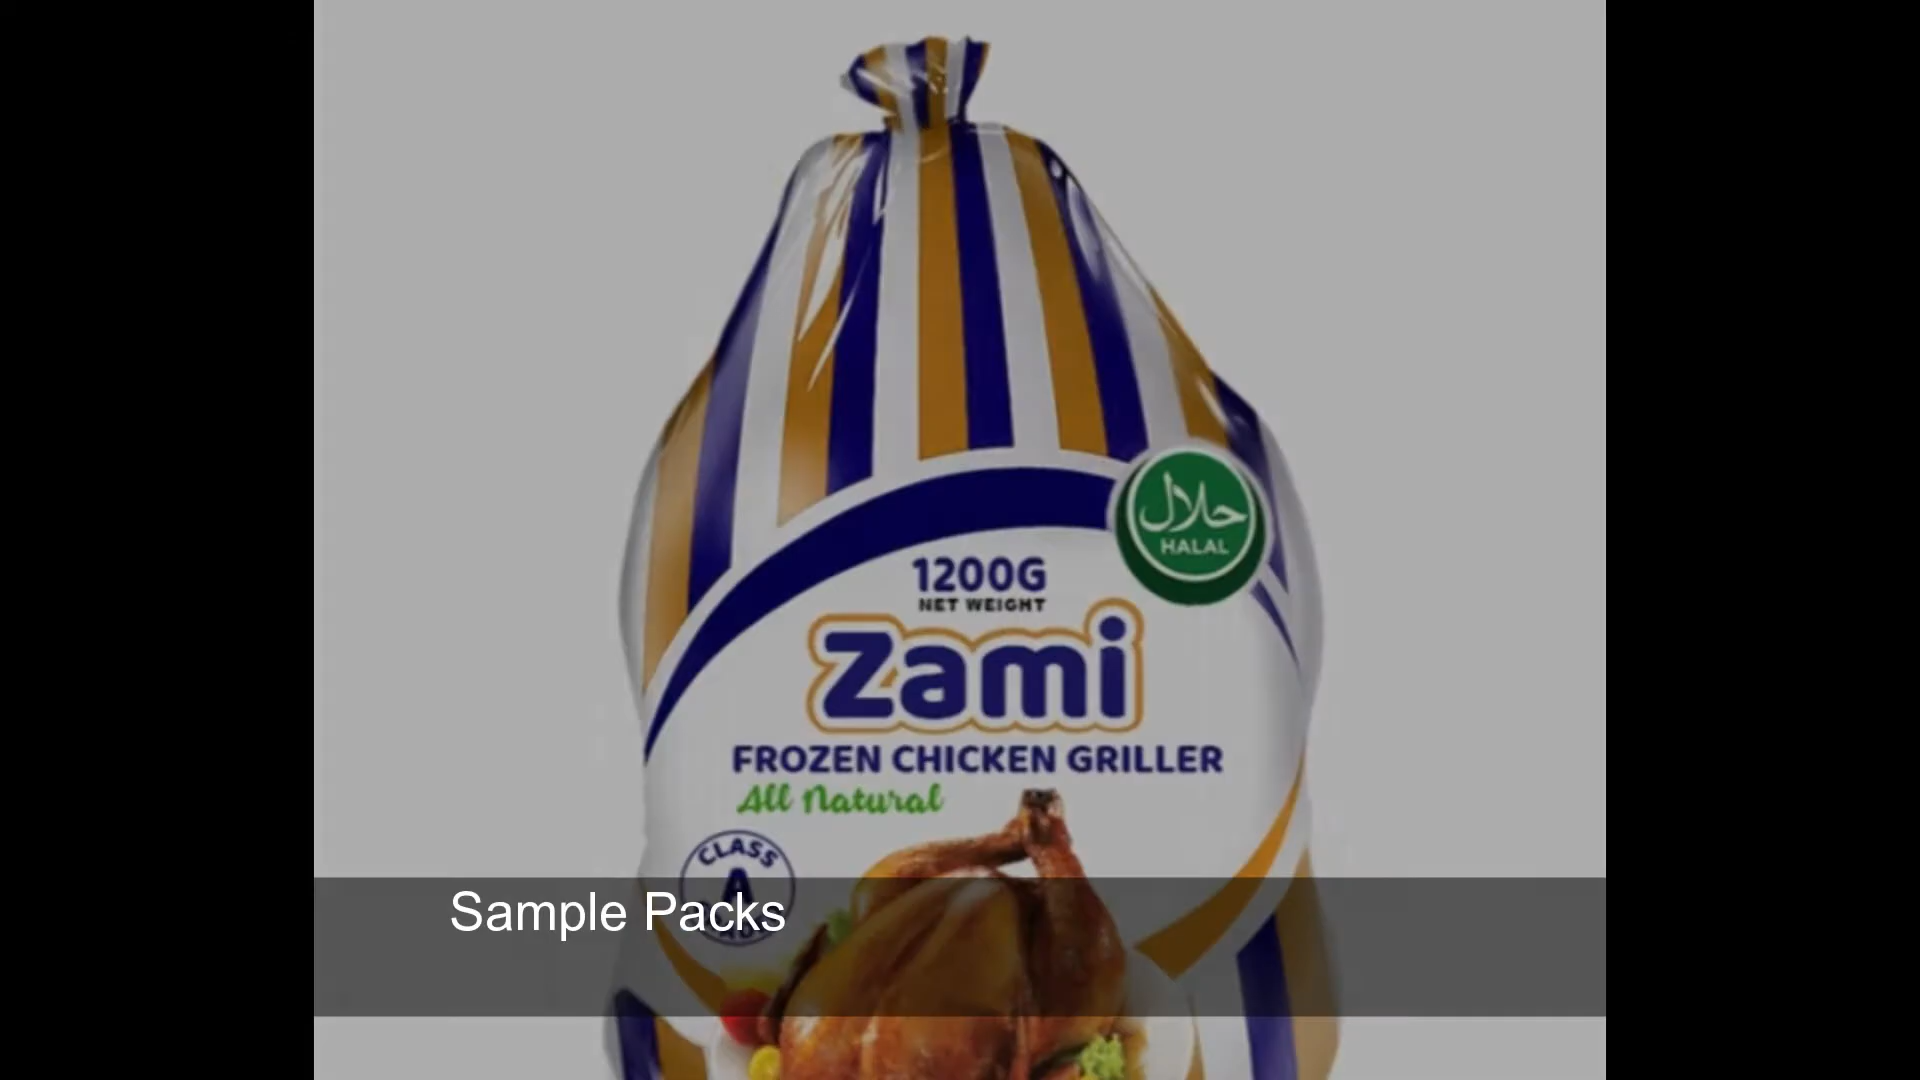 حلال
HALAL
1200G
NET WEIGHT
Zami
FROZEN CHICKEN GRILLER
All Natural
CLASS
A
Sample Packs